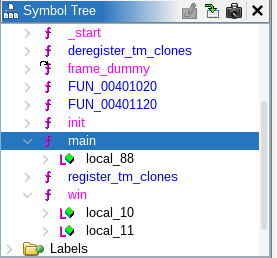 Symbol Tree
_start
deregister_tm_clones
frame_dummy
FUN_00401020
FUN_00401120
init
main
local_88
register_tm_clones
win
local_10
local_11
Labels